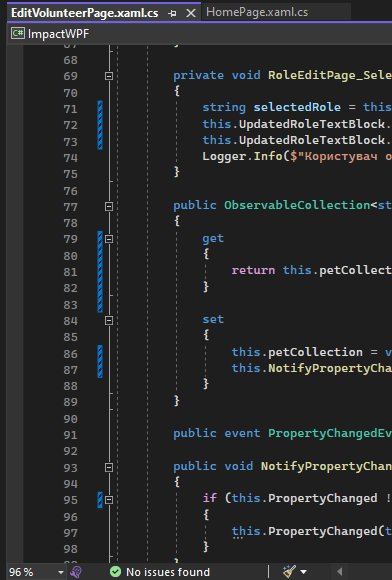 EditVolunteerPage.xaml.cs
HomePage.xaml.cs
C# ImpactWPF
67 }
68
69 private void RoleEditPage_Sele
70 {
71 string selectedRole = this
72 this.UpdatedRoleTextBlock.
73 this.UpdatedRoleTextBlock.
74 Logger.Info($"Користувач о
75 }
76
77 public ObservableCollection<st
78 {
79 get
80 {
81 return this.petCollect
82 }
83
84 set
85 {
86 this.petCollection = v
87 this.NotifyPropertyCha
88 }
89 }
90
91 public event PropertyChangedEv
92
93 public void NotifyPropertyChan
94 {
95 if (this.PropertyChanged !
96 {
97 this.PropertyChanged(t
98 }
99 }
96 % No issues found